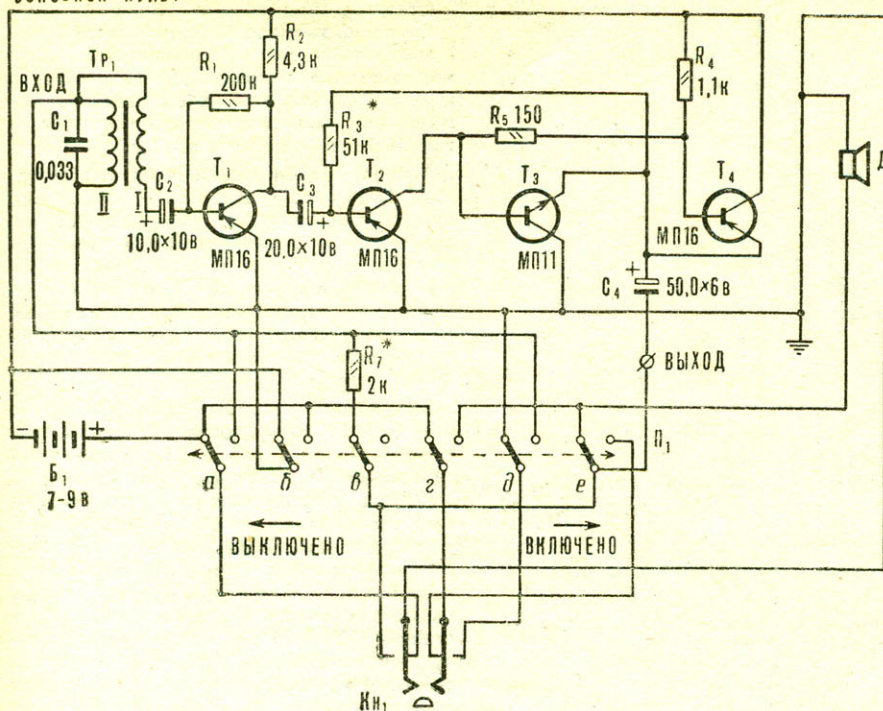 Тр₁
ВХОД
C₁
0,033
II
I
+
C₂
10,0×10в
R₁
200к
R₂
4,3к
T₁
МП16
C₃
+
20,0×10в
R₃*
51к
T₂
МП16
R₅ 150
T₃
МП11
R₄
1,1к
T₄
МП16
+
C₄
50,0×6в
ВЫХОД
R₇*
2к
- +
Б₁
7-9в
П₁
а б в г д е
ВЫКЛЮЧЕНО
ВКЛЮЧЕНО
Кн₁